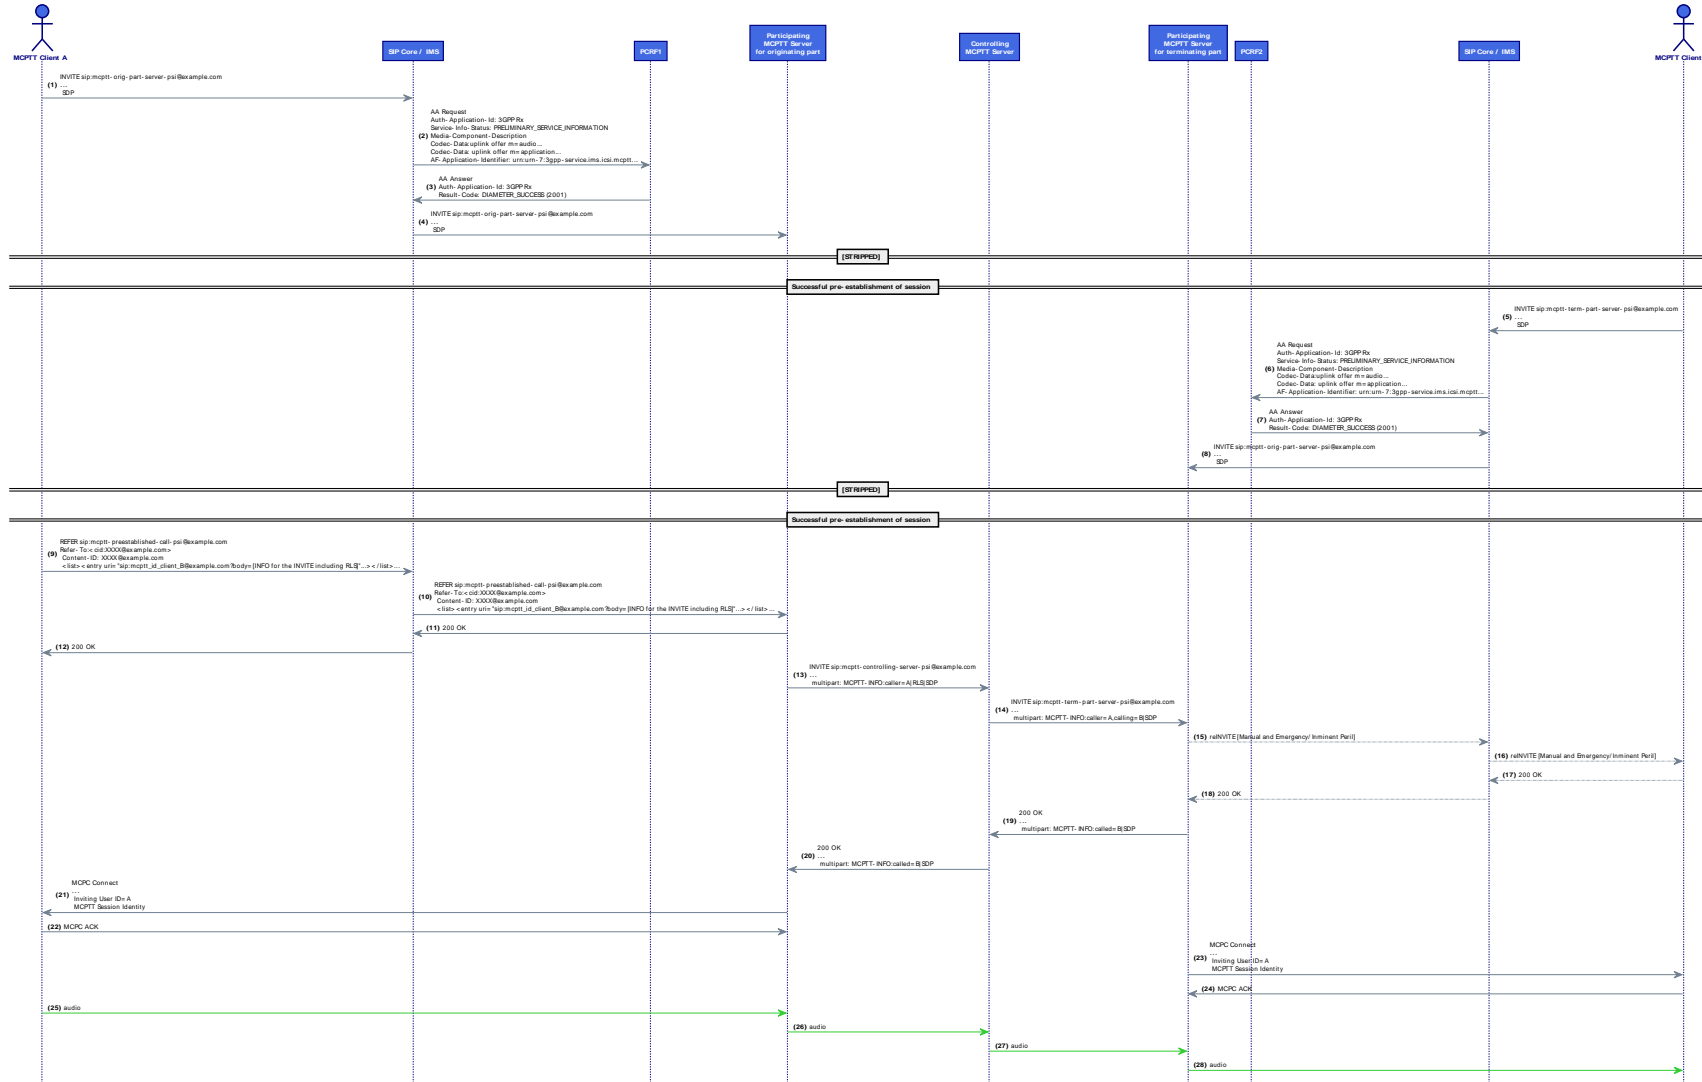 MCPTT Client A
SIP Core / IMS
PCRF1
Participating
MCPTT Server
for originating part
Controlling
MCPTT Server
Participating
MCPTT Server
for terminating part
PCRF2
SIP Core / IMS
MCPTT Client
INVITE sip:mcptt-orig-part-server-psi@example.com
(1) ...
SDP
AA Request
Auth-Application-Id: 3GPP Rx
Service-Info-Status: PRELIMINARY_SERVICE_INFORMATION
(2) Media-Component-Description
Codec-Data:uplink offer m=audio...
Codec-Data: uplink offer m=application...
AF-Application-Identifier: urn:urn-7:3gpp-service.ims.icsi.mcptt...
AA Answer
(3) Auth-Application-Id: 3GPP Rx
Result-Code: DIAMETER_SUCCESS (2001)
INVITE sip:mcptt-orig-part-server-psi@example.com
(4) ...
SDP
[STRIPPED]
Successful pre-establishment of session
INVITE sip:mcptt-term-part-server-psi@example.com
(5) ...
SDP
AA Request
Auth-Application-Id: 3GPP Rx
Service-Info-Status: PRELIMINARY_SERVICE_INFORMATION
(6) Media-Component-Description
Codec-Data:uplink offer m=audio...
Codec-Data: uplink offer m=application...
AF-Application-Identifier: urn:urn-7:3gpp-service.ims.icsi.mcptt...
AA Answer
(7) Auth-Application-Id: 3GPP Rx
Result-Code: DIAMETER_SUCCESS (2001)
INVITE sip:mcptt-orig-part-server-psi@example.com
(8) ...
SDP
[STRIPPED]
Successful pre-establishment of session
REFER sip:mcptt-preestablished-call-psi@example.com
(9) Refer-To:<cid:XXXX@example.com>
Content-ID: XXXX@example.com
<list><entry uri="sip:mcptt_id_client_B@example.com?body=[INFO for the INVITE including RLS]"...></list>...
REFER sip:mcptt-preestablished-call-psi@example.com
(10) Refer-To:<cid:XXXX@example.com>
Content-ID: XXXX@example.com
<list><entry uri="sip:mcptt_id_client_B@example.com?body=[INFO for the INVITE including RLS]"...></list> ...
(11) 200 OK
(12) 200 OK
INVITE sip:mcptt-controlling-server-psi@example.com
(13) ...
multipart: MCPTT-INFO:caller=A|RLS|SDP
INVITE sip:mcptt-term-part-server-psi@example.com
(14) ...
multipart: MCPTT-INFO:caller=A,calling=B|SDP
(15) reINVITE [Manual and Emergency/Inminent Peril]
(16) reINVITE [Manual and Emergency/Inminent Peril]
(17) 200 OK
(18) 200 OK
200 OK
(19) ...
multipart: MCPTT-INFO:called=B|SDP
200 OK
(20) ...
multipart: MCPTT-INFO:called=B|SDP
MCPC Connect
(21) ...
Inviting User ID=A
MCPTT Session Identity
(22) MCPC ACK
MCPC Connect
(23) ...
Inviting User ID=A
MCPTT Session Identity
(24) MCPC ACK
(25) audio
(26) audio
(27) audio
(28) audio